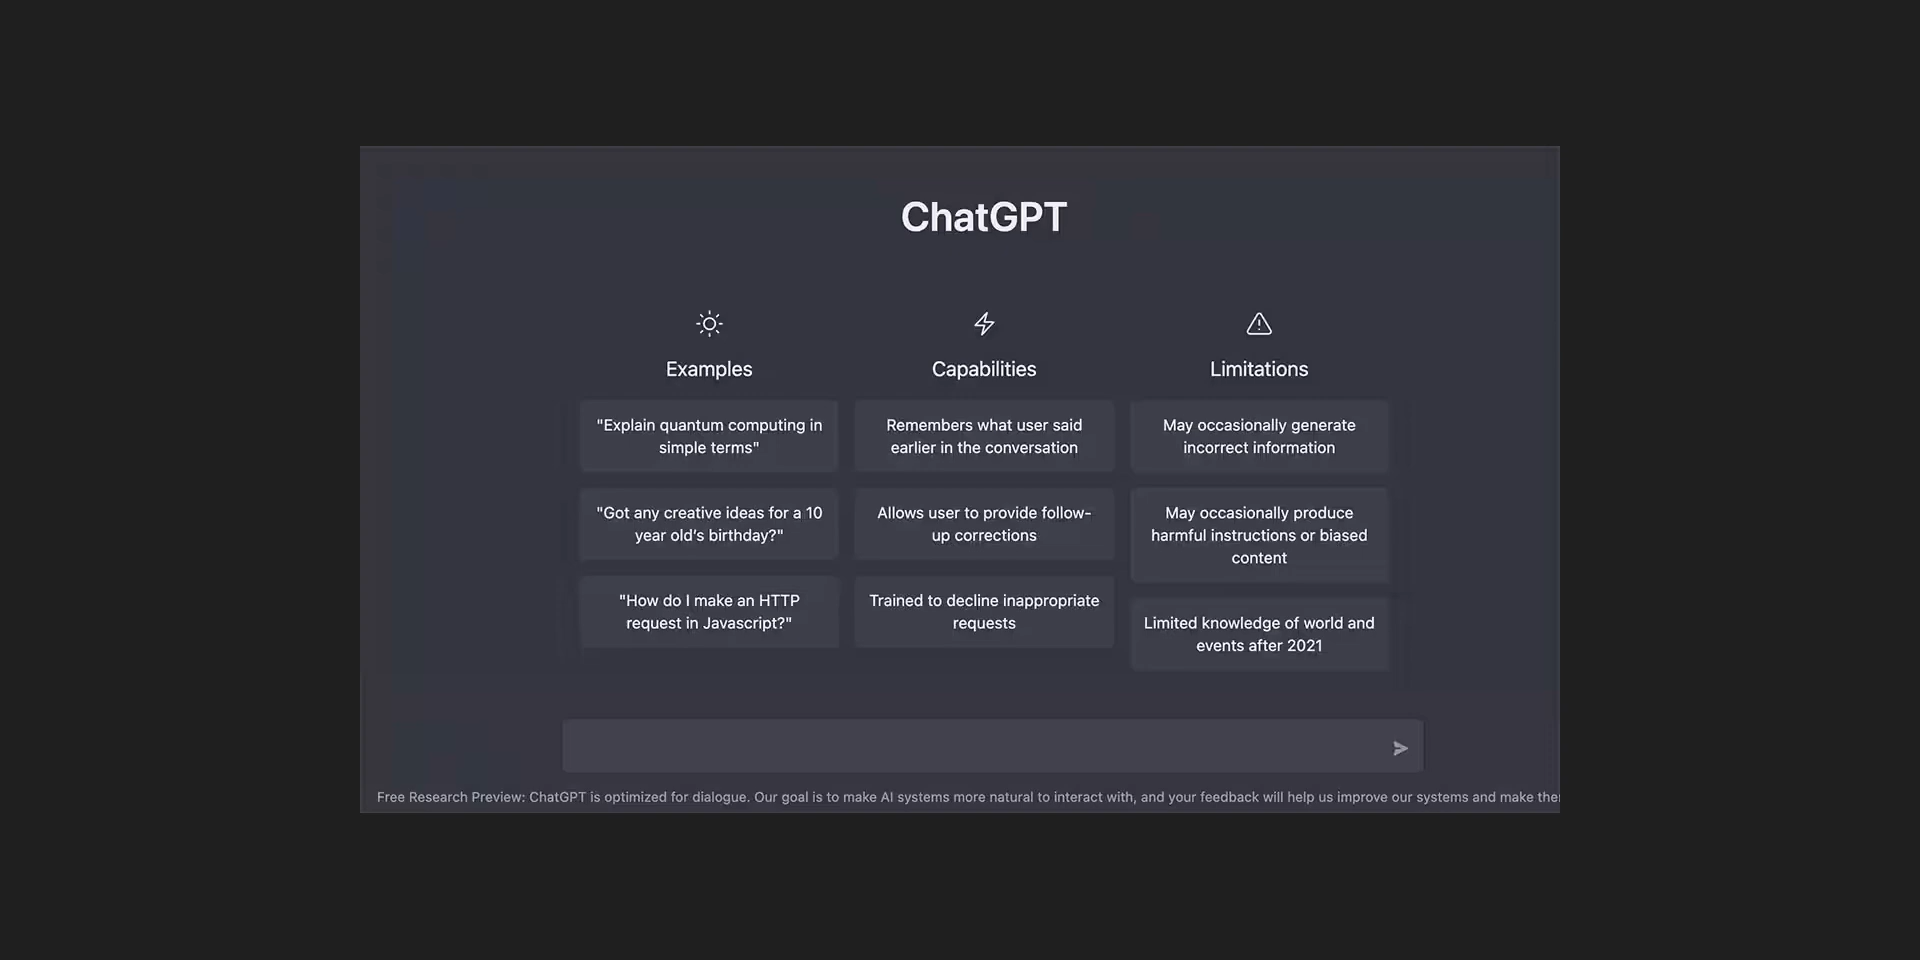 ChatGPT
Examples
"Explain quantum computing in
simple terms"
"Got any creative ideas for a 10
year old's birthday?"
"How do I make an HTTP
request in Javascript?"
Capabilities
Remembers what user said
earlier in the conversation
Allows user to provide follow-
up corrections
Trained to decline inappropriate
requests
Limitations
May occasionally generate
incorrect information
May occasionally produce
harmful instructions or biased
content
Limited knowledge of world and
events after 2021
Free Research Preview: ChatGPT is optimized for dialogue. Our goal is to make AI systems more natural to interact with, and your feedback will help us improve our systems and make